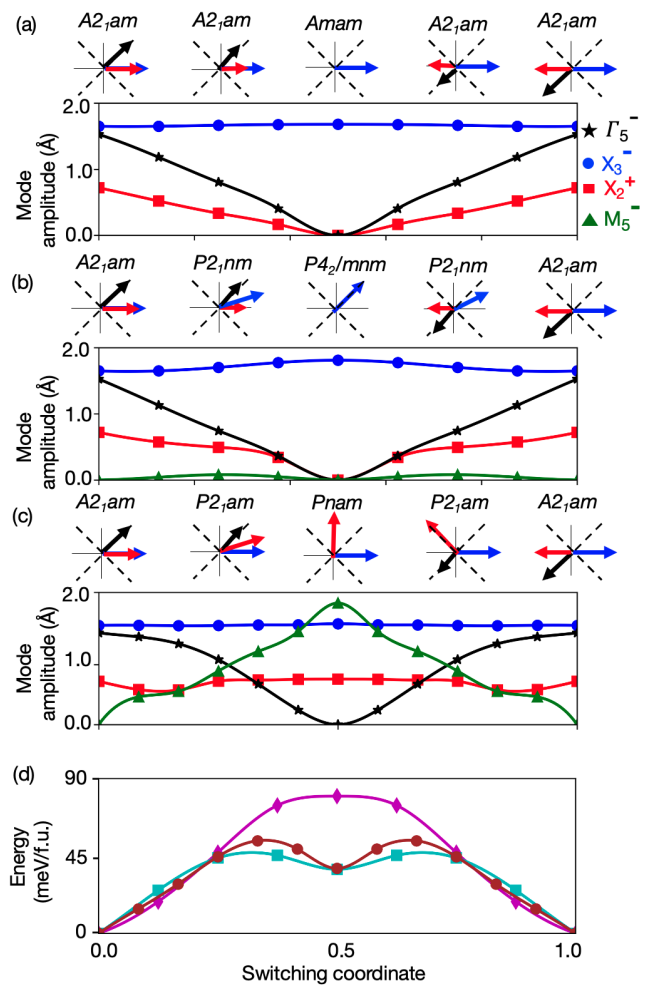 (a) A2₁am A2₁am Amam A2₁am A2₁am
2.0
1.0
0.0
Mode
amplitude (Å)
Γ₅⁻
X₃⁻
X₂⁺
M₅⁻
(b) A2₁am P2₁nm P4₂/mnm P2₁nm A2₁am
2.0
1.0
0.0
Mode
amplitude (Å)
(c) A2₁am P2₁am Pnam P2₁am A2₁am
2.0
1.0
0.0
Mode
amplitude (Å)
(d)
90
45
0
Energy
(meV/f.u.)
0.0 0.5 1.0
Switching coordinate